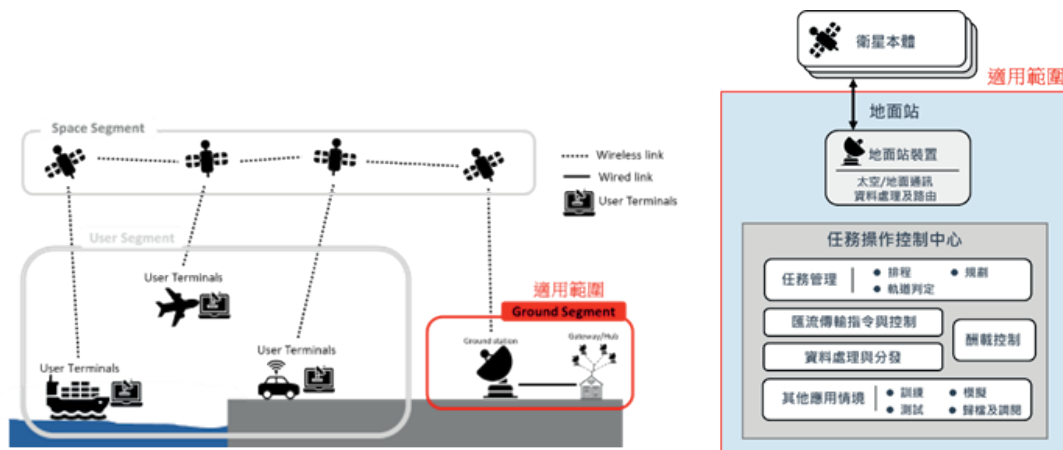 Space Segment
Wireless link
Wired link
User Terminals
User Segment
User Terminals
User Terminals
User Terminals
適用範圍
Ground Segment
Ground station
Gateway/Hub
衛星本體
適用範圍
地面站
地面站裝置
太空/地面通訊
資料處理及路由
任務操作控制中心
任務管理
● 排程 ● 規劃
● 軌道判定
匯流傳輸指令與控制
酬載控制
資料處理與分發
其他應用情境
● 訓練 ● 模擬
● 測試 ● 歸檔及調閱